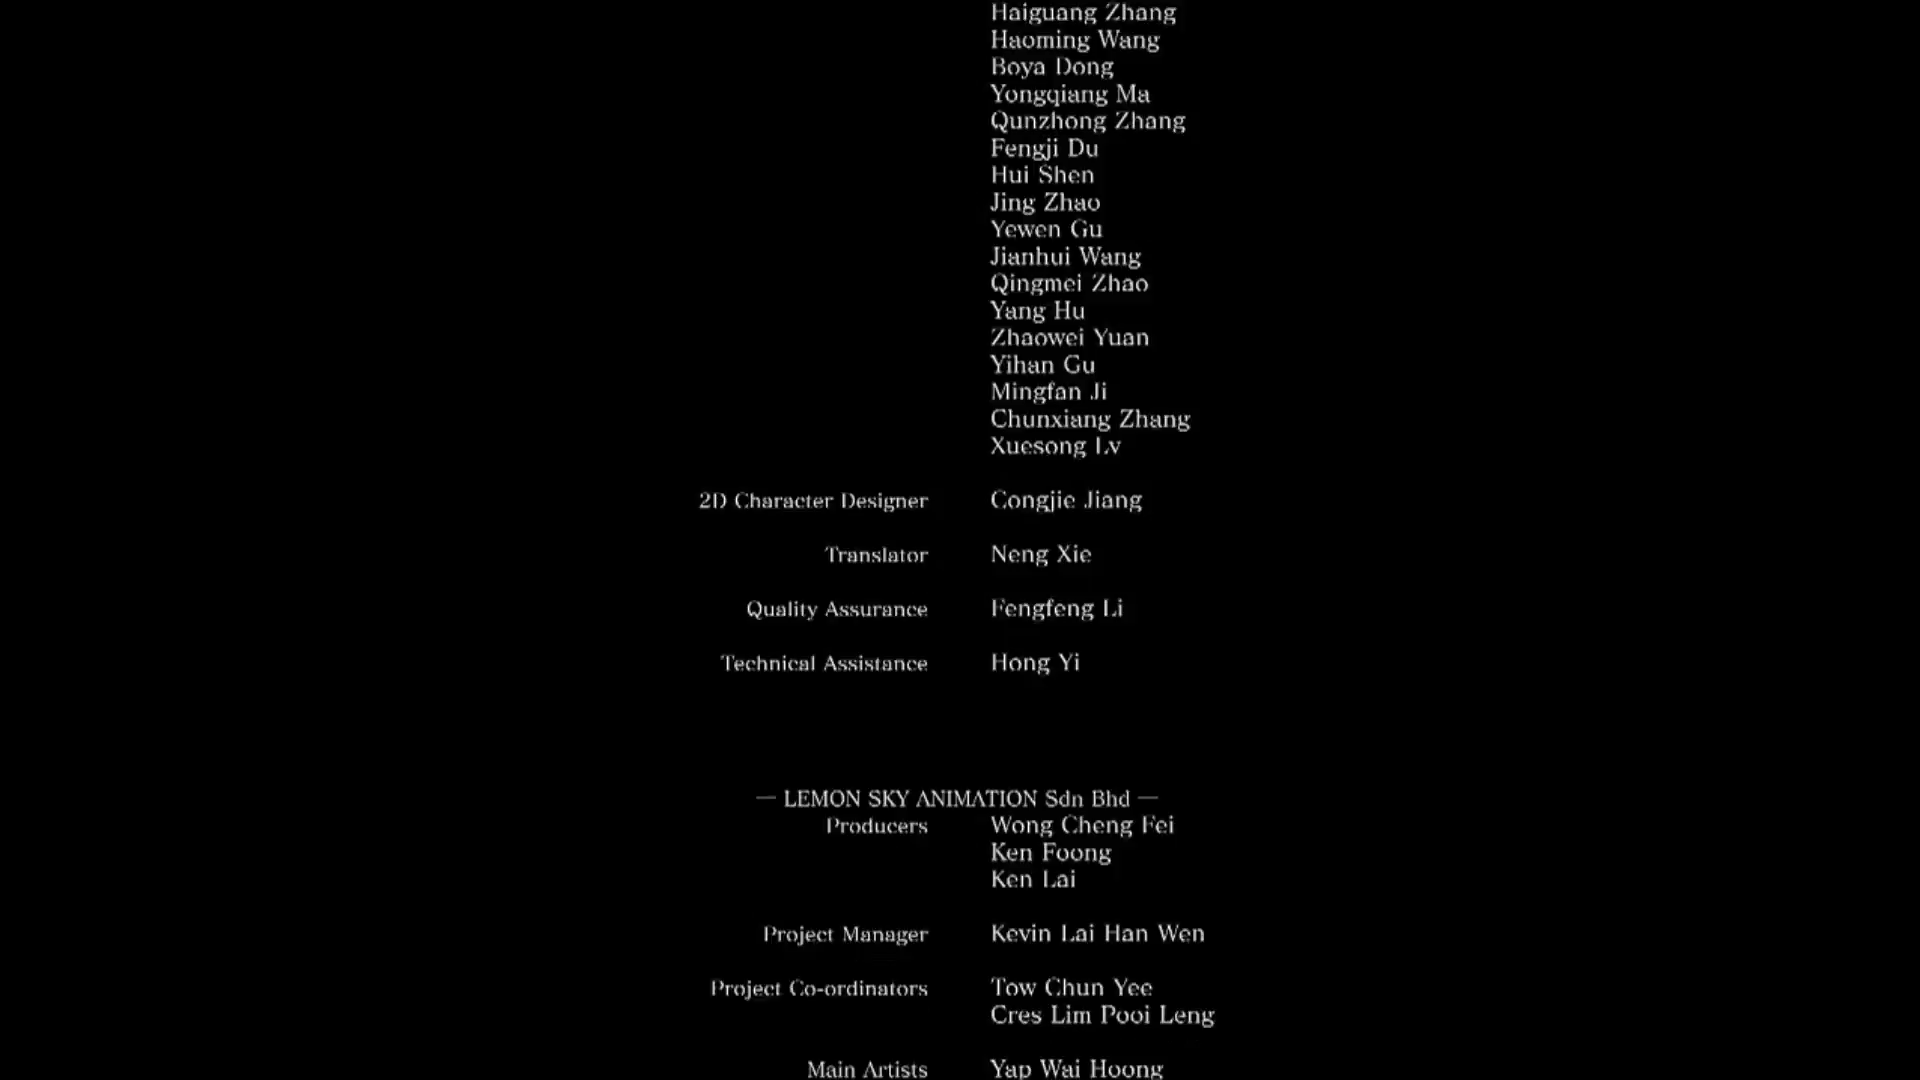 Haiguang Zhang
Haoming Wang
Boya Dong
Yongqiang Ma
Qunzhong Zhang
Fengji Du
Hui Shen
Jing Zhao
Yewen Gu
Jianhui Wang
Qingmei Zhao
Yang Hu
Zhaowei Yuan
Yihan Gu
Mingfan Ji
Chunxiang Zhang
Xuesong Lv
2D Character Designer Congjie Jiang
Translator Neng Xie
Quality Assurance Fengfeng Li
Technical Assistance Hong Yi
— LEMON SKY ANIMATION Sdn Bhd —
Producers Wong Cheng Fei
Ken Foong
Ken Lai
Project Manager Kevin Lai Han Wen
Project Co-ordinators Tow Chun Yee
Cres Lim Pooi Leng
Main Artists Yap Wai Hoong